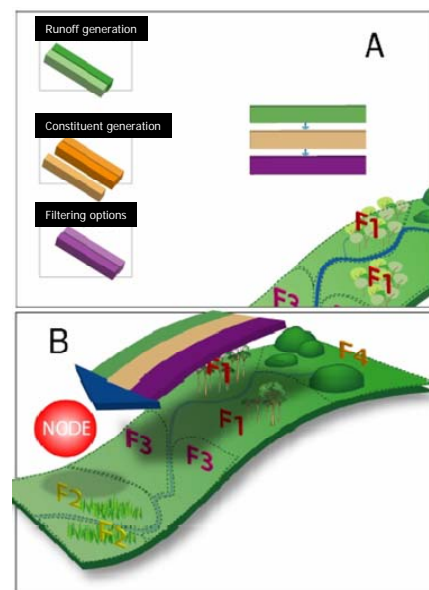 Runoff generation
A
Constituent generation
Filtering options
F1
F1
F3
B
F1
F4
F1
NODE
F3
F3
F2
F2